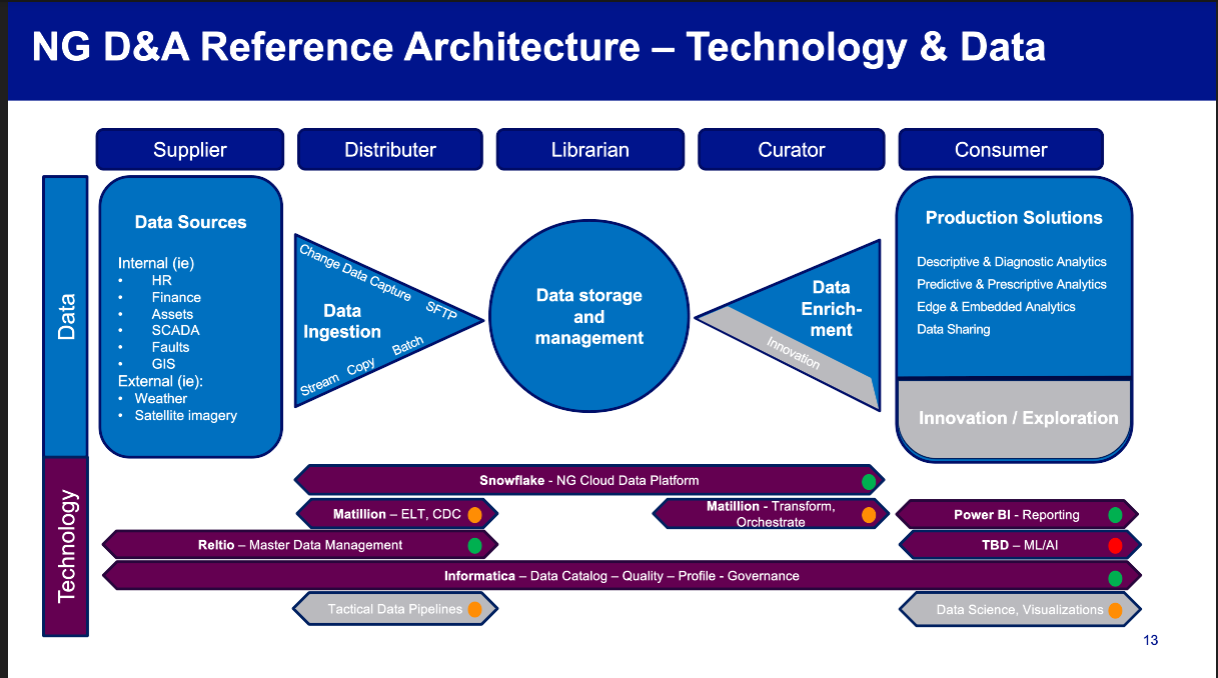 NG D&A Reference Architecture – Technology & Data
Supplier
Distributer
Librarian
Curator
Consumer
Data
Data Sources
Internal (ie)
• HR
• Finance
• Assets
• SCADA
• Faults
• GIS
External (ie):
• Weather
• Satellite imagery
Change Data Capture
SFTP
Data
Ingestion
Batch
Copy
Stream
Data storage
and
management
Data
Enrich-
ment
Innovation
Production Solutions
Descriptive & Diagnostic Analytics
Predictive & Prescriptive Analytics
Edge & Embedded Analytics
Data Sharing
Innovation / Exploration
Technology
Snowflake - NG Cloud Data Platform
Matillion – ELT, CDC
Matillion - Transform,
Orchestrate
Power BI - Reporting
Reltio – Master Data Management
TBD – ML/AI
Informatica – Data Catalog – Quality – Profile - Governance
Tactical Data Pipelines
Data Science, Visualizations
13